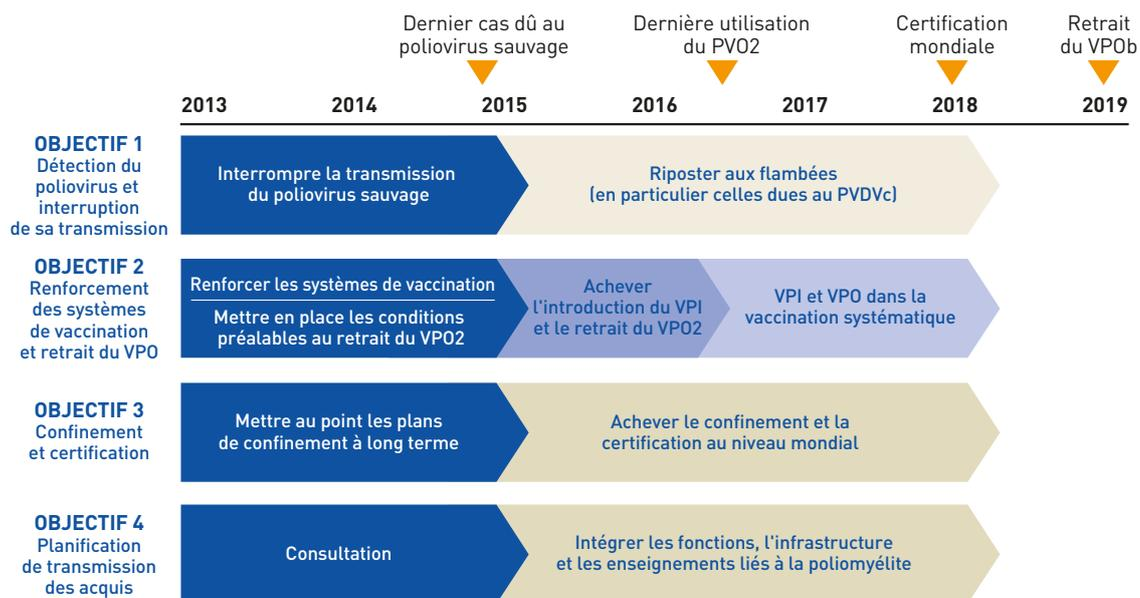 Dernier cas dû au
poliovirus sauvage
Dernière utilisation
du PVO2
Certification
mondiale
Retrait
du VPOb
2013 2014 2015 2016 2017 2018 2019
OBJECTIF 1
Détection du
poliovirus et
interruption
de sa transmission
Interrompre la transmission
du poliovirus sauvage
Riposter aux flambées
(en particulier celles dues au PVDVc)
OBJECTIF 2
Renforcement
des systèmes
de vaccination
et retrait du VPO
Renforcer les systèmes de vaccination
Mettre en place les conditions
préalables au retrait du VPO2
Achever
l'introduction du VPI
et le retrait du VPO2
VPI et VPO dans la
vaccination systématique
OBJECTIF 3
Confinement
et certification
Mettre au point les plans
de confinement à long terme
Achever le confinement et la
certification au niveau mondial
OBJECTIF 4
Planification
de transmission
des acquis
Consultation
Intégrer les fonctions, l'infrastructure
et les enseignements liés à la poliomyélite